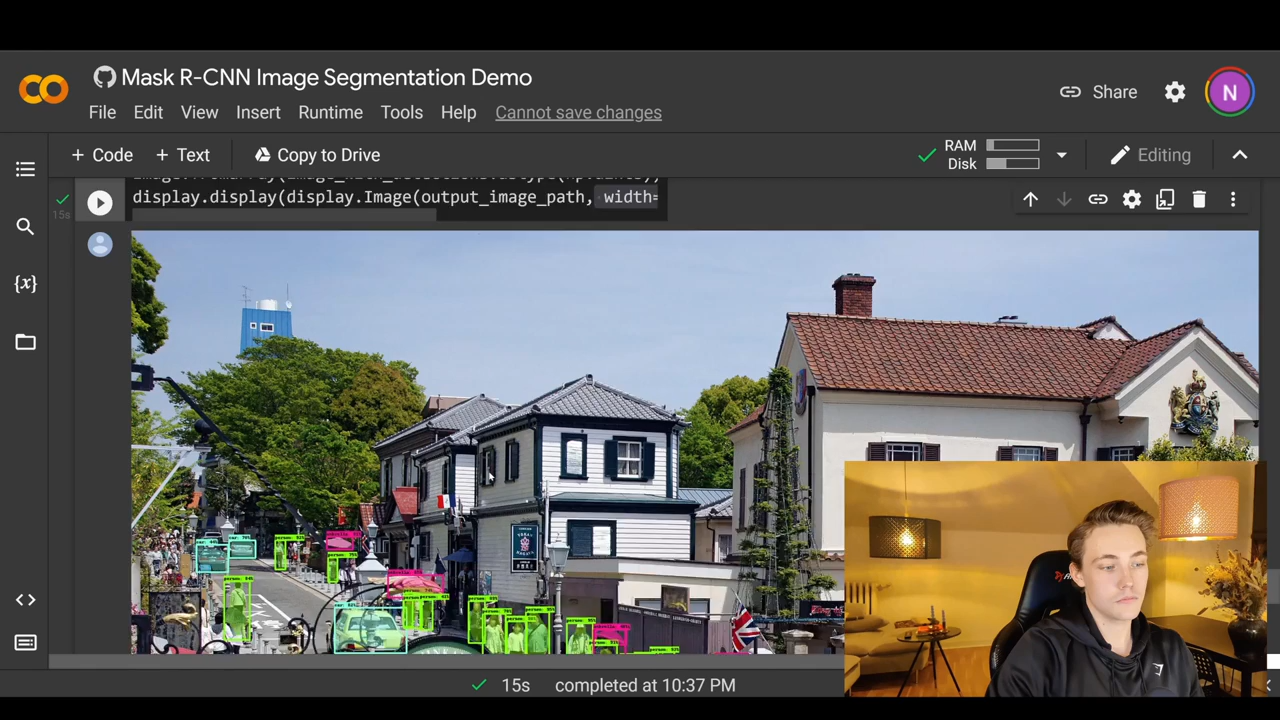 Mask R-CNN Image Segmentation Demo
File Edit View Insert Runtime Tools Help Cannot save changes
Share
N
+ Code + Text Copy to Drive
RAM
Disk
Editing
display.display(display.Image(output_image_path, width=
15s
{x}
15s completed at 10:37 PM